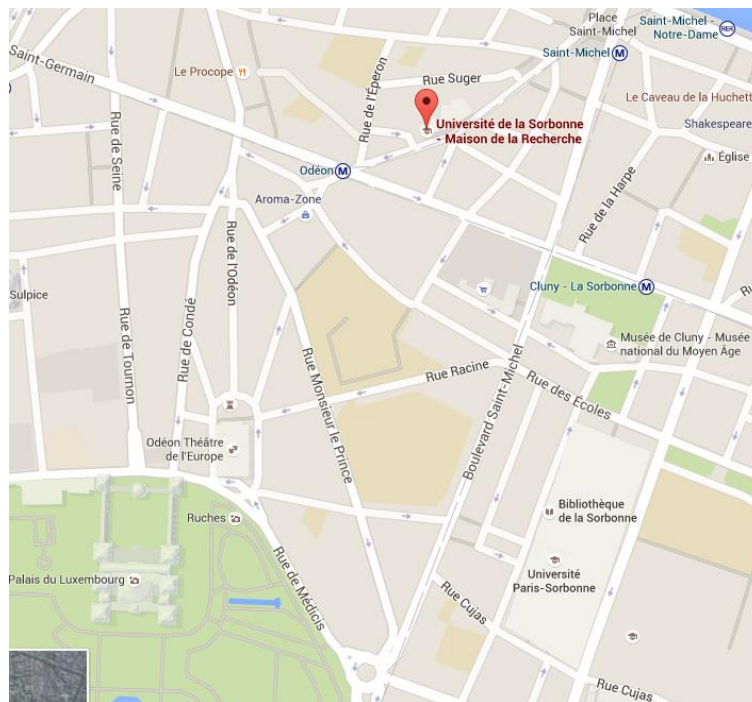 Place
Saint-Michel
Saint-Michel -
Notre-Dame
RER
Saint-Michel M
Saint-Germain
Le Procope
Rue Suger
Rue de l'Éperon
Le Caveau de la Huchett
Université de la Sorbonne
- Maison de la Recherche
Shakespeare
Église
Rue de Seine
Odéon M
Aroma-Zone
Rue de la Harpe
Rue de l'Odéon
Sulpice
Cluny - La Sorbonne M
Rue de Condé
Rue de Tournon
Musée de Cluny - Musée
national du Moyen Âge
Rue Monsieur le Prince
Rue Racine
Boulevard Saint-Michel
Rue des Écoles
Odéon Théâtre
de l'Europe
Bibliothèque
de la Sorbonne
Ruches
Université
Paris-Sorbonne
Palais du Luxembourg
Rue de Médicis
Rue Cujas
Rue Cujas